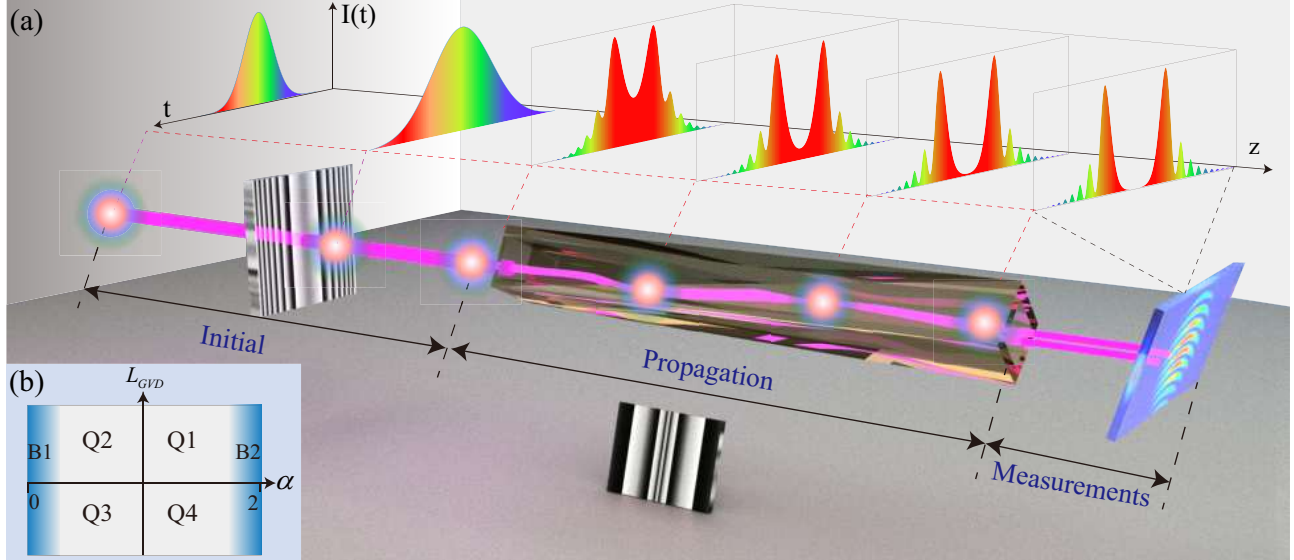 (a)
I(t)
t
z
Initial
Propagation
Measurements
(b)
L_GVD
B1
Q2
Q1
B2
α
0
2
Q3
Q4